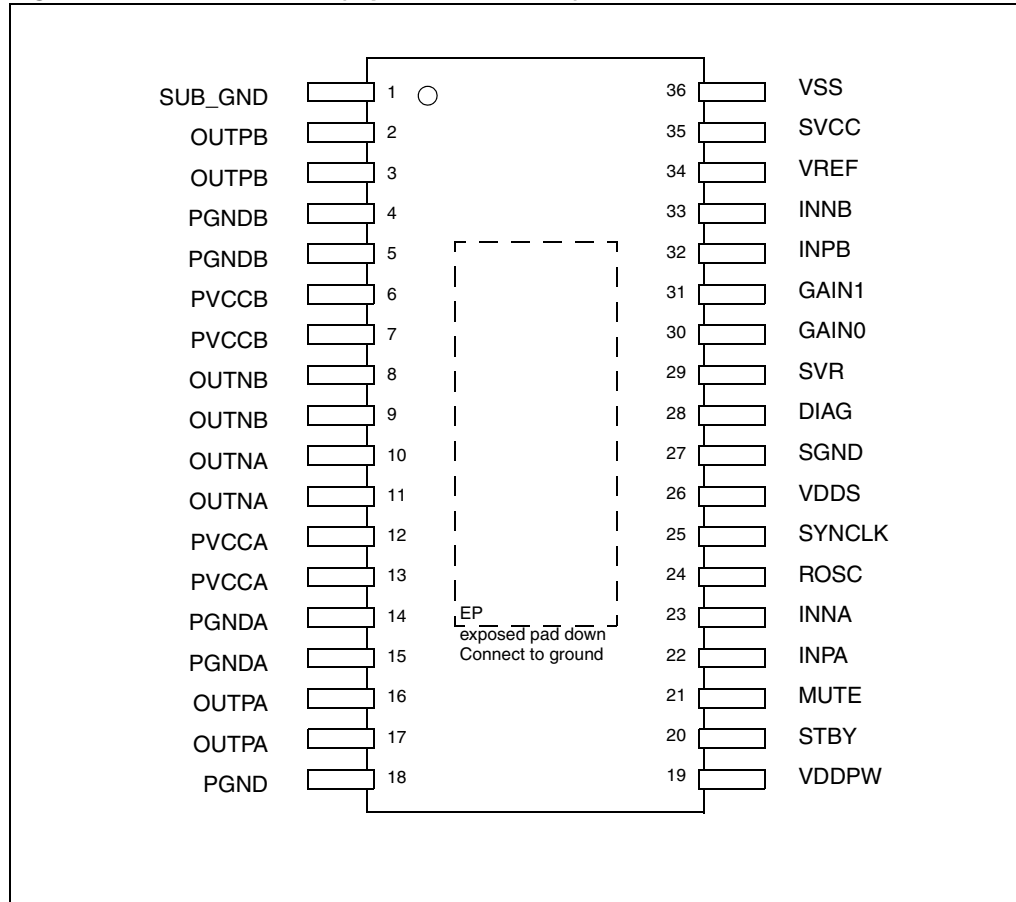 SUB_GND 1 36 VSS
OUTPB 2 35 SVCC
OUTPB 3 34 VREF
PGNDB 4 33 INNB
PGNDB 5 32 INPB
PVCCB 6 31 GAIN1
PVCCB 7 30 GAIN0
OUTNB 8 29 SVR
OUTNB 9 28 DIAG
OUTNA 10 27 SGND
OUTNA 11 26 VDDS
PVCCA 12 25 SYNCLK
PVCCA 13 24 ROSC
PGNDA 14 23 INNA
PGNDA 15 22 INPA
OUTPA 16 21 MUTE
OUTPA 17 20 STBY
PGND 18 19 VDDPW
EP
exposed pad down
Connect to ground